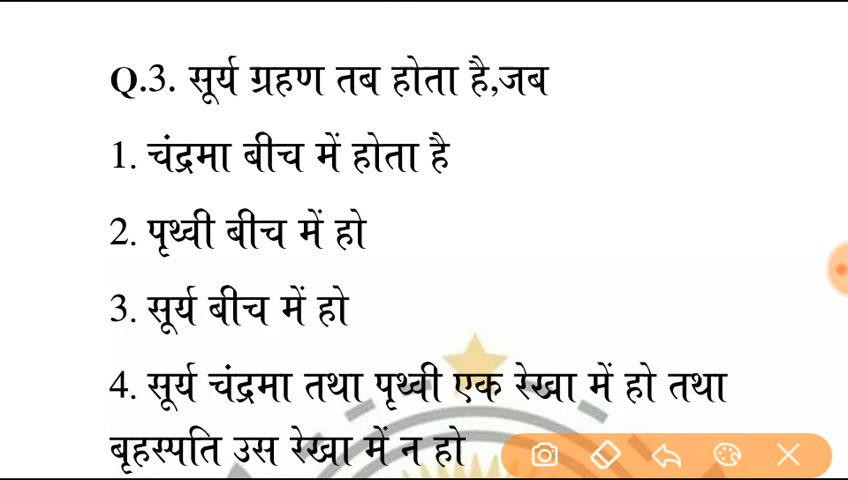 Q.3. सूर्य ग्रहण तब होता है,जब
1. चंद्रमा बीच में होता है
2. पृथ्वी बीच में हो
3. सूर्य बीच में हो
4. सूर्य चंद्रमा तथा पृथ्वी एक रेखा में हो तथा
बृहस्पति उस रेखा में न हो